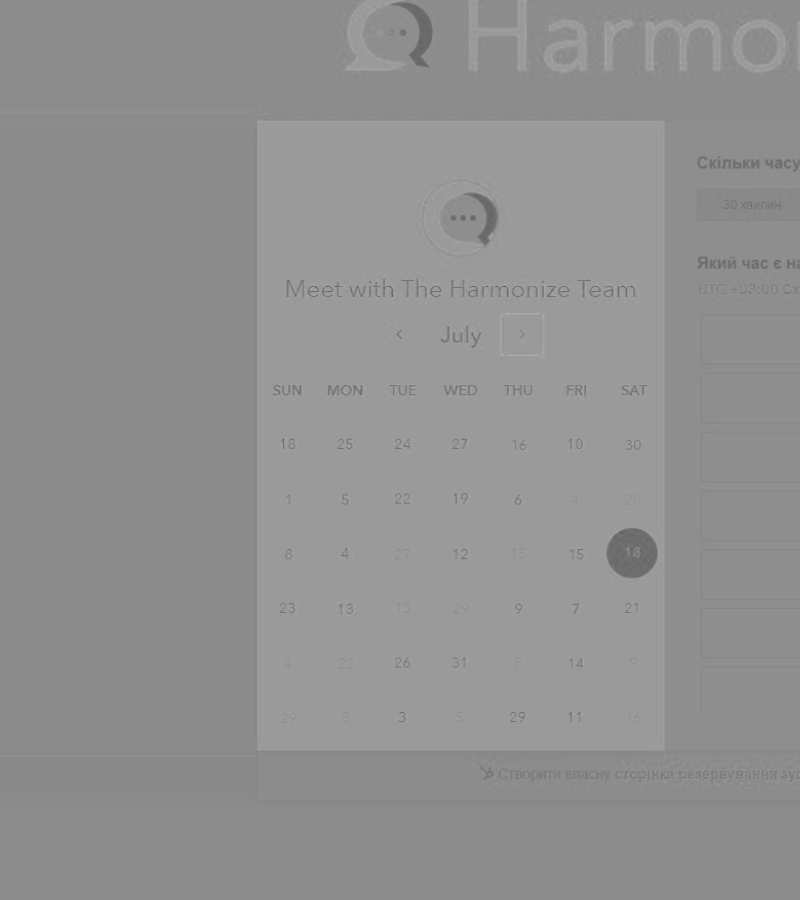 Harmo
Скільки часу
30 хвилин
Meet with The Harmonize Team
Який час є на
UTC +03:00 Сх
July
SUN MON TUE WED THU FRI SAT
18 25 24 27 16 10 30
1 5 22 19 6 4 28
8 4 27 12 15 15 18
23 13 13 29 9 7 21
4 22 26 31 8 14 9
29 8 3 5 29 11 16
Створити власну сторінка резервування зус